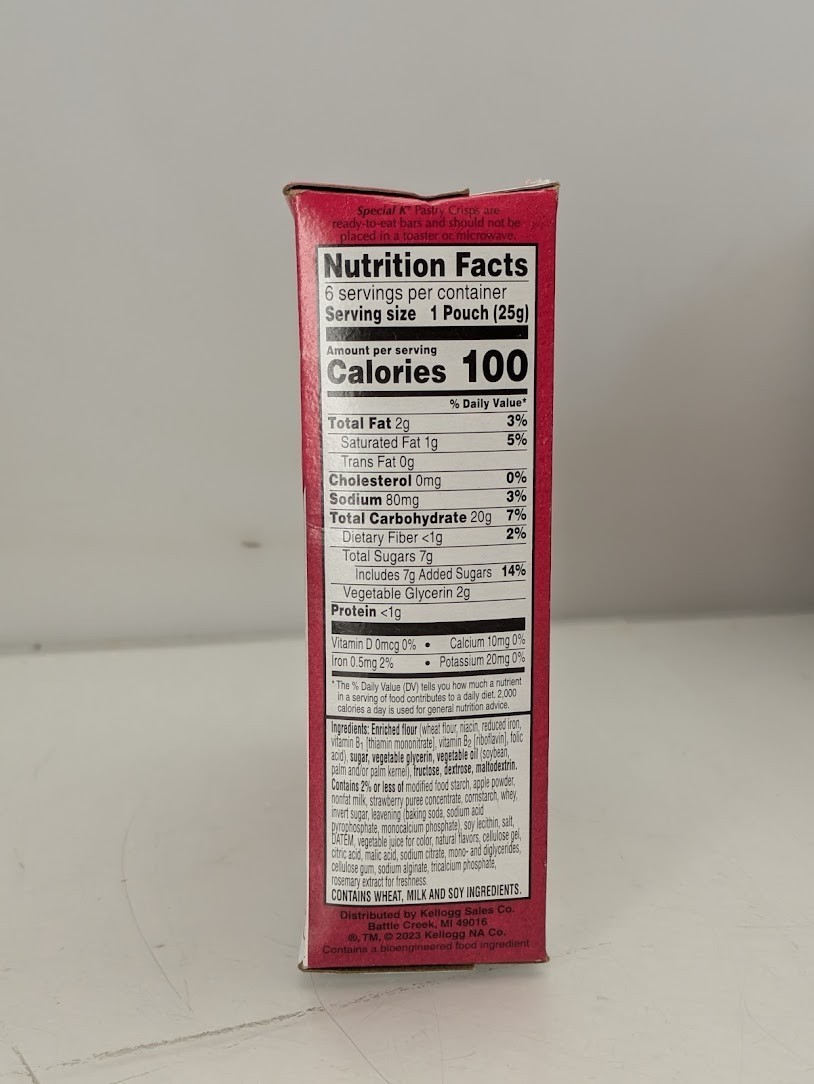 Special K® Pastry Crisps are
ready-to-eat bars and should not be
placed in a toaster or microwave.
Nutrition Facts
6 servings per container
Serving size 1 Pouch (25g)
Amount per serving
Calories 100
% Daily Value*
Total Fat 2g 3%
Saturated Fat 1g 5%
Trans Fat 0g
Cholesterol 0mg 0%
Sodium 80mg 3%
Total Carbohydrate 20g 7%
Dietary Fiber <1g 2%
Total Sugars 7g
Includes 7g Added Sugars 14%
Vegetable Glycerin 2g
Protein <1g
Vitamin D 0mcg 0% • Calcium 10mg 0%
Iron 0.5mg 2% • Potassium 20mg 0%
* The % Daily Value (DV) tells you how much a nutrient
in a serving of food contributes to a daily diet. 2,000
calories a day is used for general nutrition advice.
Ingredients: Enriched flour (wheat flour, niacin, reduced iron,
vitamin B1 [thiamin mononitrate], vitamin B2 [riboflavin], folic
acid), sugar, vegetable glycerin, vegetable oil (soybean,
palm and/or palm kernel), fructose, dextrose, maltodextrin.
Contains 2% or less of modified food starch, apple powder,
nonfat milk, strawberry puree concentrate, cornstarch, whey,
invert sugar, leavening (baking soda, sodium acid
pyrophosphate, monocalcium phosphate), soy lecithin, salt,
DATEM, vegetable juice for color, natural flavors, cellulose gel,
citric acid, malic acid, sodium citrate, mono- and diglycerides,
cellulose gum, sodium alginate, tricalcium phosphate,
rosemary extract for freshness.
CONTAINS WHEAT, MILK AND SOY INGREDIENTS.
Distributed by Kellogg Sales Co.
Battle Creek, MI 49016
®, TM, © 2023 Kellogg NA Co.
Contains a bioengineered food ingredient